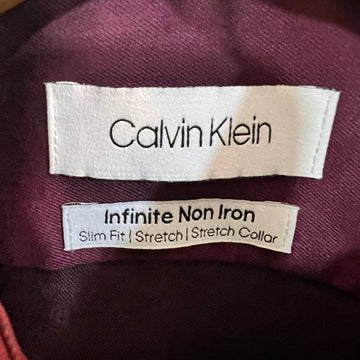 Calvin Klein
Infinite Non Iron
Slim Fit | Stretch | Stretch Collar